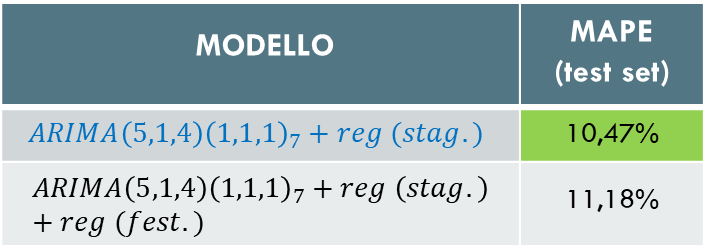 MODELLO
MAPE
(test set)
ARIMA(5,1,4)(1,1,1)₇ + reg (stag.)
10,47%
ARIMA(5,1,4)(1,1,1)₇ + reg (stag.)
+ reg (fest.)
11,18%